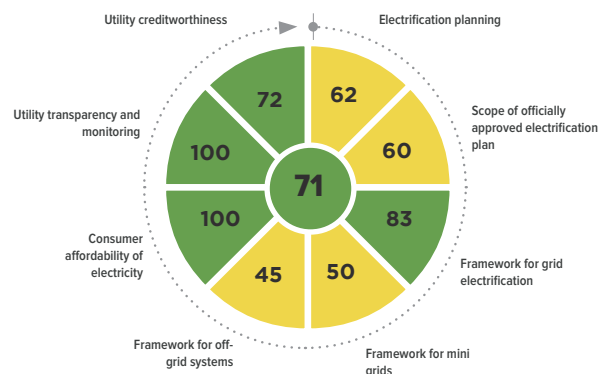 Utility creditworthiness
Electrification planning
72
62
Utility transparency and
monitoring
Scope of officially
approved electrification
plan
100
60
71
100
83
Consumer
affordability of
electricity
Framework for grid
electrification
45
50
Framework for off-
grid systems
Framework for mini
grids